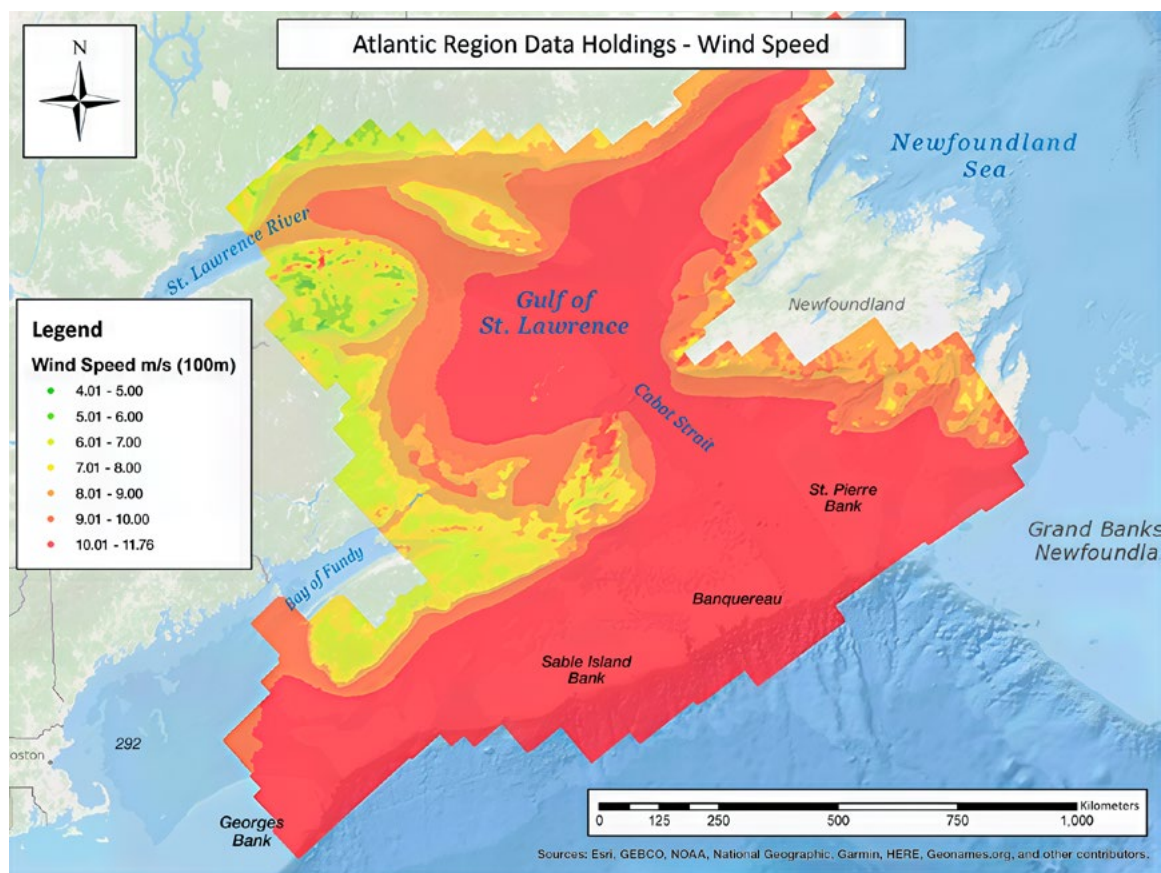 Atlantic Region Data Holdings - Wind Speed
N
Newfoundland
Sea
St. Lawrence River
Gulf of
St. Lawrence
Newfoundland
Legend
Wind Speed m/s (100m)
4.01 - 5.00
5.01 - 6.00
6.01 - 7.00
7.01 - 8.00
8.01 - 9.00
9.01 - 10.00
10.01 - 11.76
Cabot Strait
St. Pierre
Bank
Grand Banks
Newfoundla
Bay of Fundy
Banquereau
Sable Island
Bank
292
oston
Georges
Bank
Kilometers
0 125 250 500 750 1,000
Sources: Esri, GEBCO, NOAA, National Geographic, Garmin, HERE, Geonames.org, and other contributors.